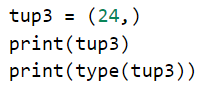 tup3 = (24,)
print(tup3)
print(type(tup3))